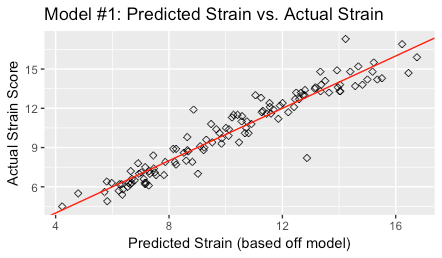 Model #1: Predicted Strain vs. Actual Strain
Actual Strain Score
15
12
9
6
4
8
12
16
Predicted Strain (based off model)